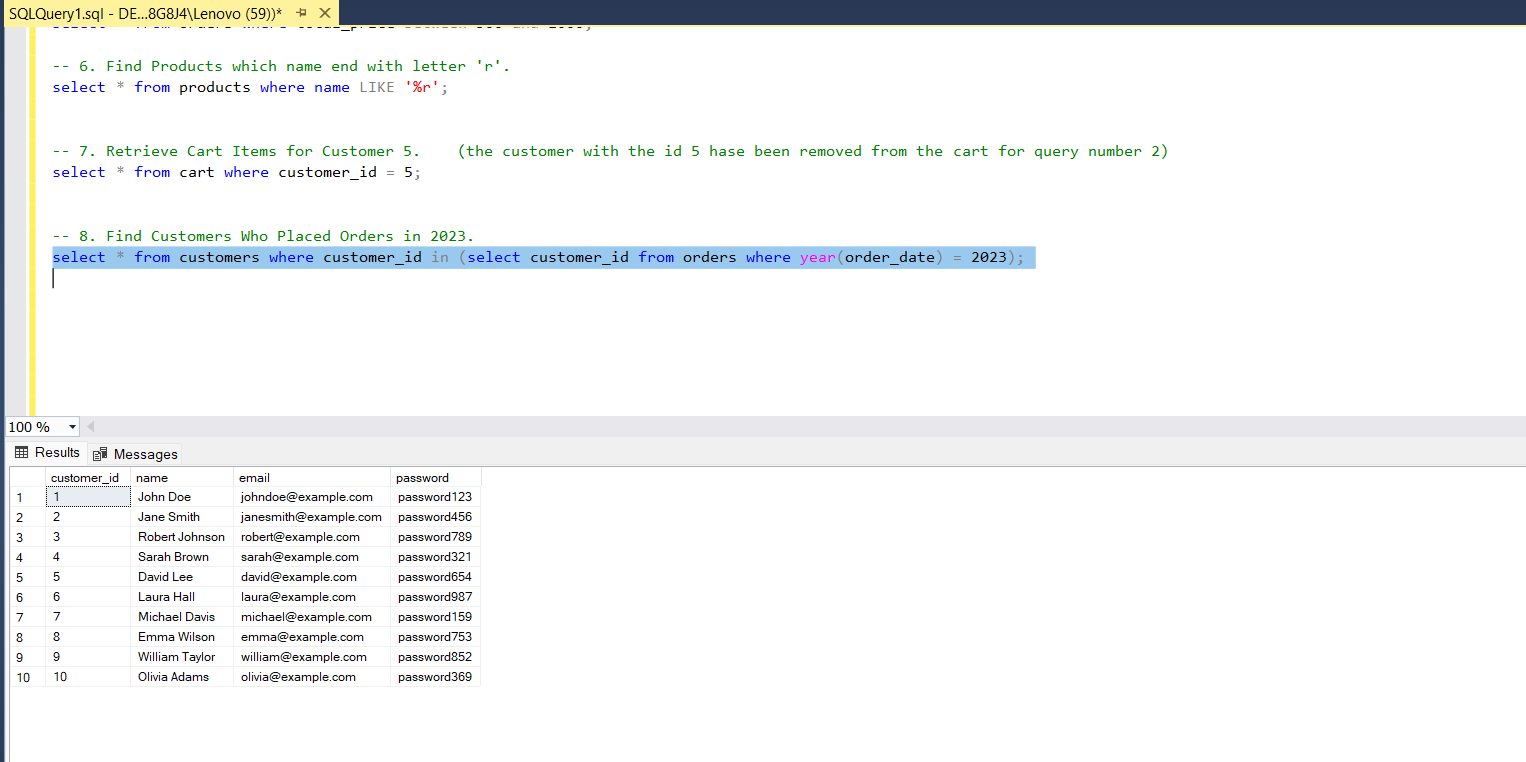 SQLQuery1.sql - DE...8G8J4\Lenovo (59))*
-- 6. Find Products which name end with letter 'r'.
select * from products where name LIKE '%r';
-- 7. Retrieve Cart Items for Customer 5.    (the customer with the id 5 hase been removed from the cart for query number 2)
select * from cart where customer_id = 5;
-- 8. Find Customers Who Placed Orders in 2023.
select * from customers where customer_id in (select customer_id from orders where year(order_date) = 2023);
100 %
Results Messages
customer_id name email password
1 1 John Doe johndoe@example.com password123
2 2 Jane Smith janesmith@example.com password456
3 3 Robert Johnson robert@example.com password789
4 4 Sarah Brown sarah@example.com password321
5 5 David Lee david@example.com password654
6 6 Laura Hall laura@example.com password987
7 7 Michael Davis michael@example.com password159
8 8 Emma Wilson emma@example.com password753
9 9 William Taylor william@example.com password852
10 10 Olivia Adams olivia@example.com password369